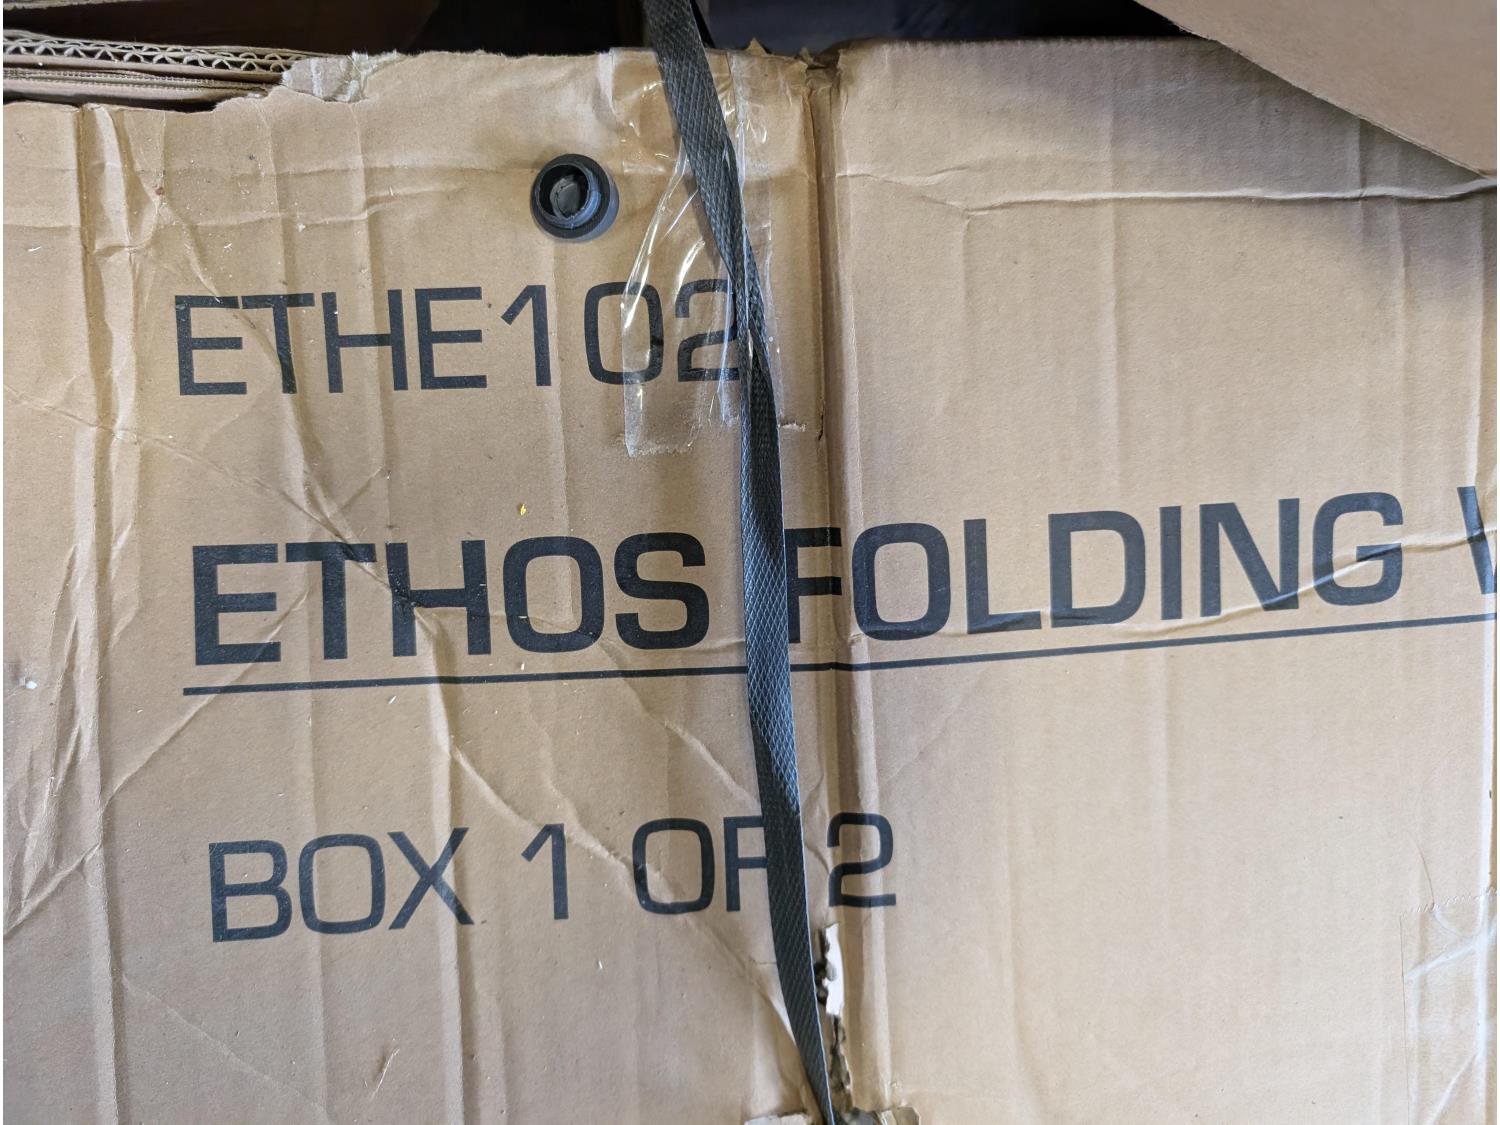 ETHE102
ETHOS FOLDING
BOX 1 OF 2